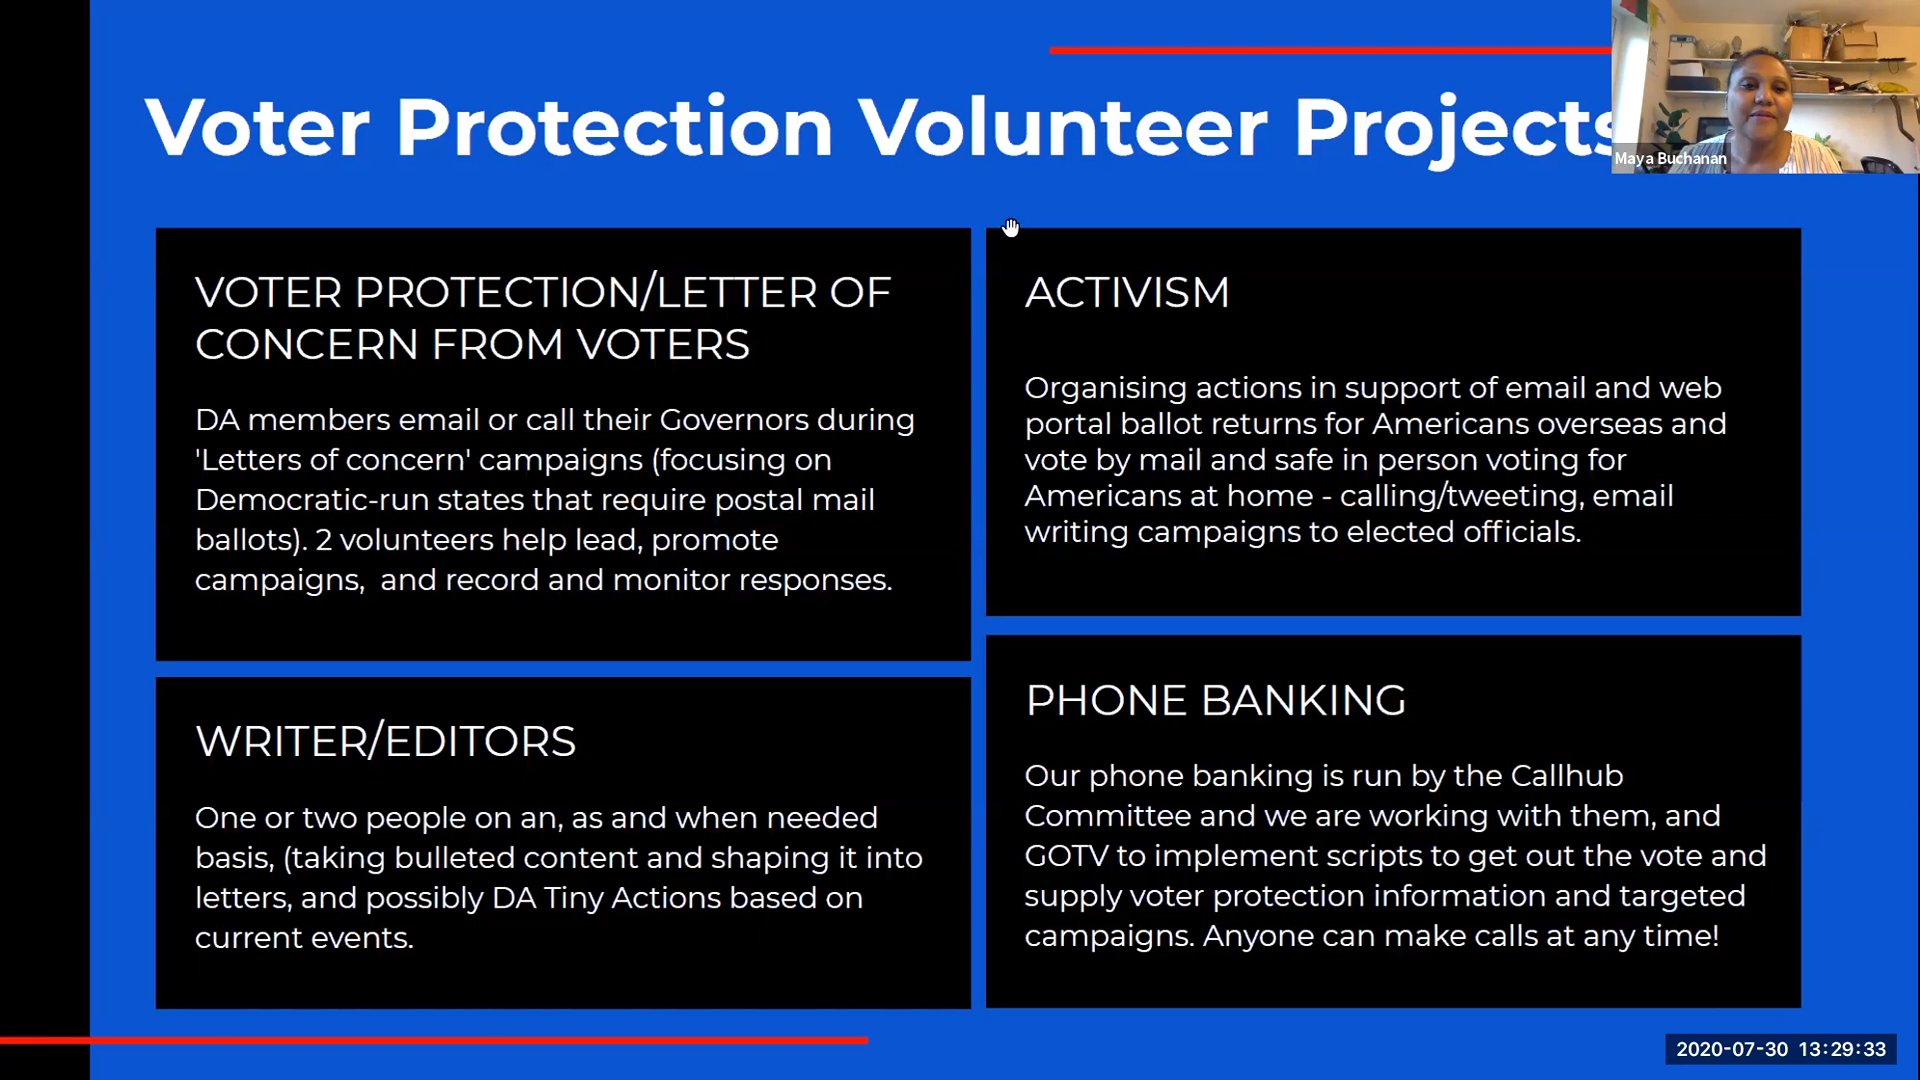 Voter Protection Volunteer Projects
Maya Buchanan
VOTER PROTECTION/LETTER OF
CONCERN FROM VOTERS
DA members email or call their Governors during
'Letters of concern' campaigns (focusing on
Democratic-run states that require postal mail
ballots). 2 volunteers help lead, promote
campaigns,  and record and monitor responses.
ACTIVISM
Organising actions in support of email and web
portal ballot returns for Americans overseas and
vote by mail and safe in person voting for
Americans at home - calling/tweeting, email
writing campaigns to elected officials.
WRITER/EDITORS
One or two people on an, as and when needed
basis, (taking bulleted content and shaping it into
letters, and possibly DA Tiny Actions based on
current events.
PHONE BANKING
Our phone banking is run by the Callhub
Committee and we are working with them, and
GOTV to implement scripts to get out the vote and
supply voter protection information and targeted
campaigns. Anyone can make calls at any time!
2020-07-30 13:29:33